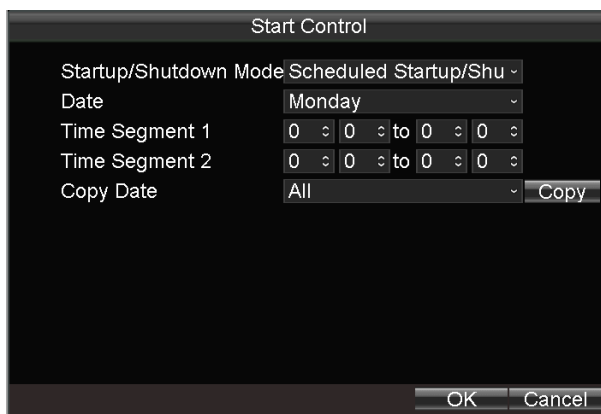 Start Control
Startup/Shutdown Mode Scheduled Startup/Shu
Date Monday
Time Segment 1 0 0 to 0 0
Time Segment 2 0 0 to 0 0
Copy Date All Copy
OK Cancel